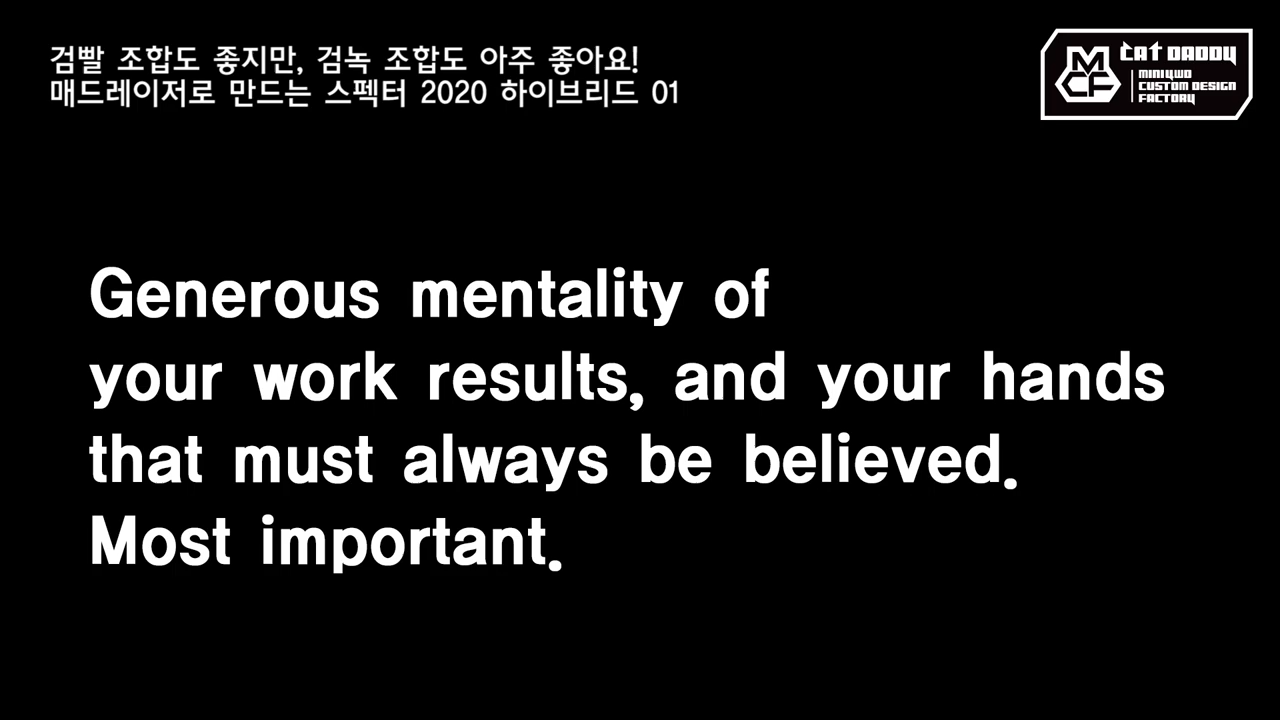 검빨 조합도 좋지만, 검녹 조합도 아주 좋아요!
매드레이저로 만드는 스펙터 2020 하이브리드 01
MCF
CAT DADDY
MINI4WD
CUSTOM DESIGN
FACTORY
Generous mentality of
your work results, and your hands
that must always be believed.
Most important.